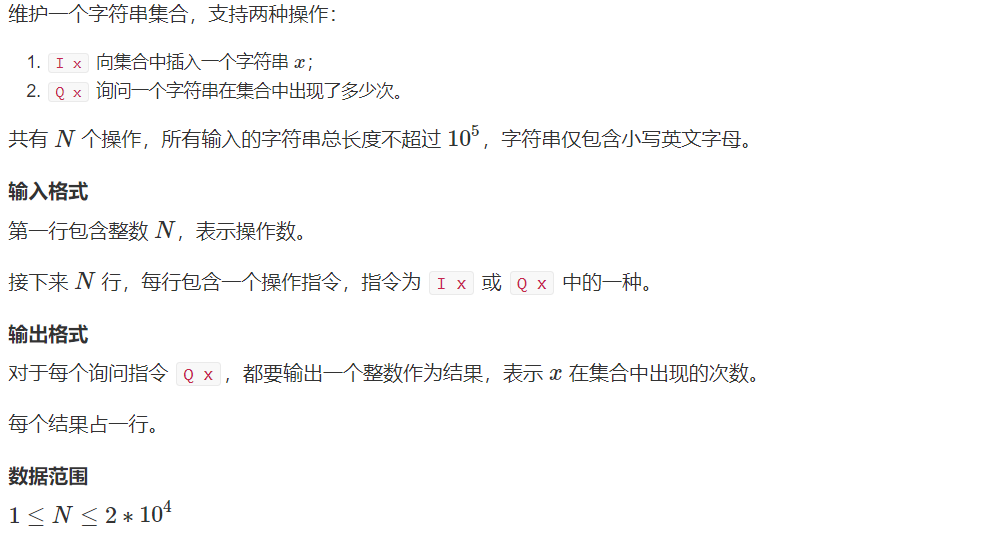 维护一个字符串集合，支持两种操作：
1. I x 向集合中插入一个字符串 x；
2. Q x 询问一个字符串在集合中出现了多少次。
共有 N 个操作，所有输入的字符串总长度不超过 10^5，字符串仅包含小写英文字母。
输入格式
第一行包含整数 N，表示操作数。
接下来 N 行，每行包含一个操作指令，指令为 I x 或 Q x 中的一种。
输出格式
对于每个询问指令 Q x，都要输出一个整数作为结果，表示 x 在集合中出现的次数。
每个结果占一行。
数据范围
1 ≤ N ≤ 2 * 10^4